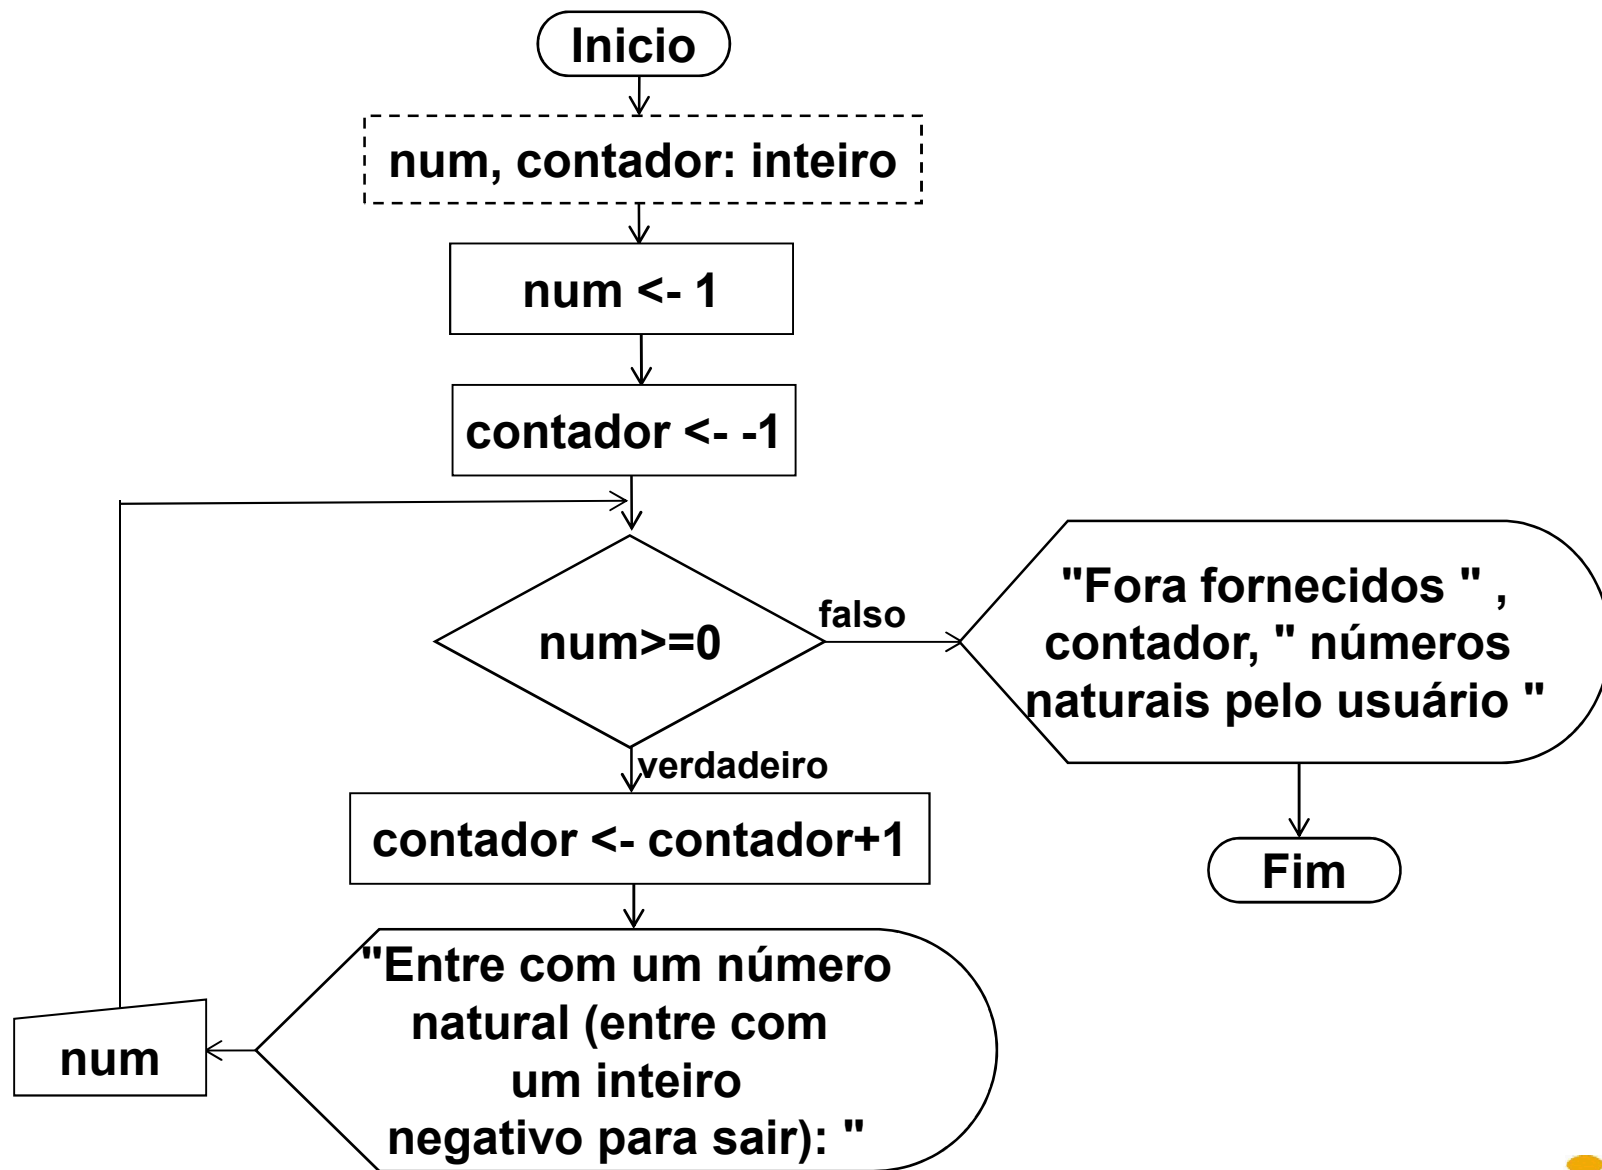 Inicio
num, contador: inteiro
num <- 1
contador <- -1
num>=0
falso
"Fora fornecidos " ,
contador, " números
naturais pelo usuário "
verdadeiro
contador <- contador+1
Fim
"Entre com um número
natural (entre com
um inteiro
negativo para sair): "
num